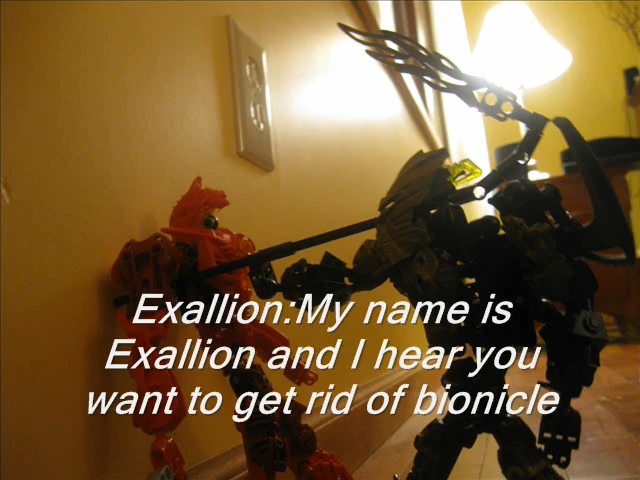 Exallion:My name is
Exallion and I hear you
want to get rid of bionicle